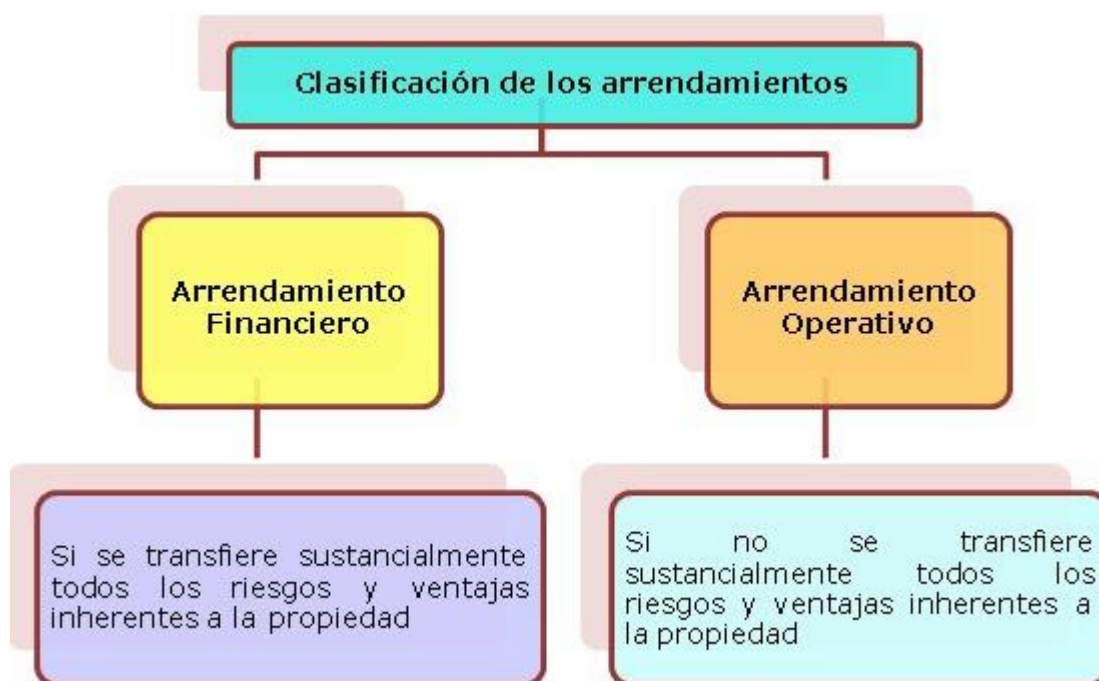 Clasificación de los arrendamientos
Arrendamiento
Financiero
Arrendamiento
Operativo
Si se transfiere sustancialmente
todos los riesgos y ventajas
inherentes a la propiedad
Si no se transfiere
sustancialmente todos los
riesgos y ventajas inherentes a
la propiedad